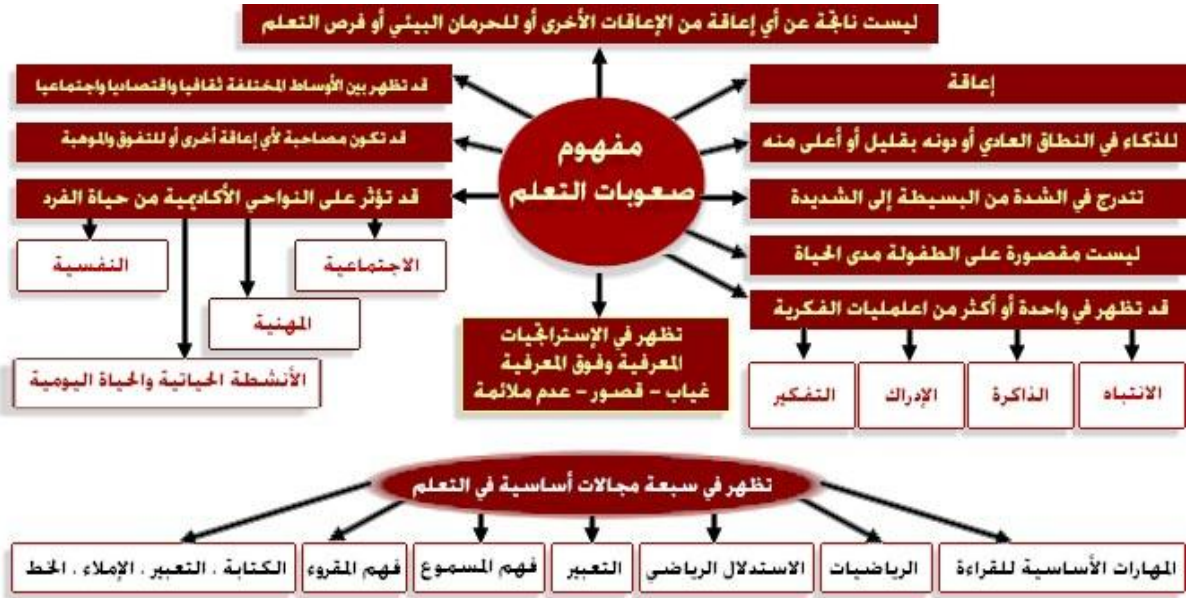 ليست ناتجة عن أي إعاقة من الإعاقات الأخرى أو للحرمان البيئي أو فرص التعلم
مفهوم
صعوبات التعلم
إعاقة
للذكاء في النطاق العادي أو دونه بقليل أو أعلى منه
تتدرج في الشدة من البسيطة إلى الشديدة
ليست مقصورة على الطفولة مدى الحياة
قد تظهر في واحدة أو أكثر من اعلمليات الفكرية
الانتباه
الذاكرة
الإدراك
التفكير
قد تظهر بين الأوساط المختلفة ثقافيا واقتصاديا واجتماعيا
قد تكون مصاحبة لأي إعاقة أخرى أو للتفوق والموهبة
قد تؤثر على النواحي الأكاديمية من حياة الفرد
الاجتماعية
النفسية
المهنية
الأنشطة الحياتية والحياة اليومية
تظهر في الإستراتجيات
المعرفية وفوق المعرفية
غياب – قصور – عدم ملائمة
تظهر في سبعة مجالات أساسية في التعلم
المهارات الأساسية للقراءة
الرياضيات
الاستدلال الرياضي
التعبير
فهم المسموع
فهم المقروء
الكتابة ، التعبير ، الإملاء ، الخط